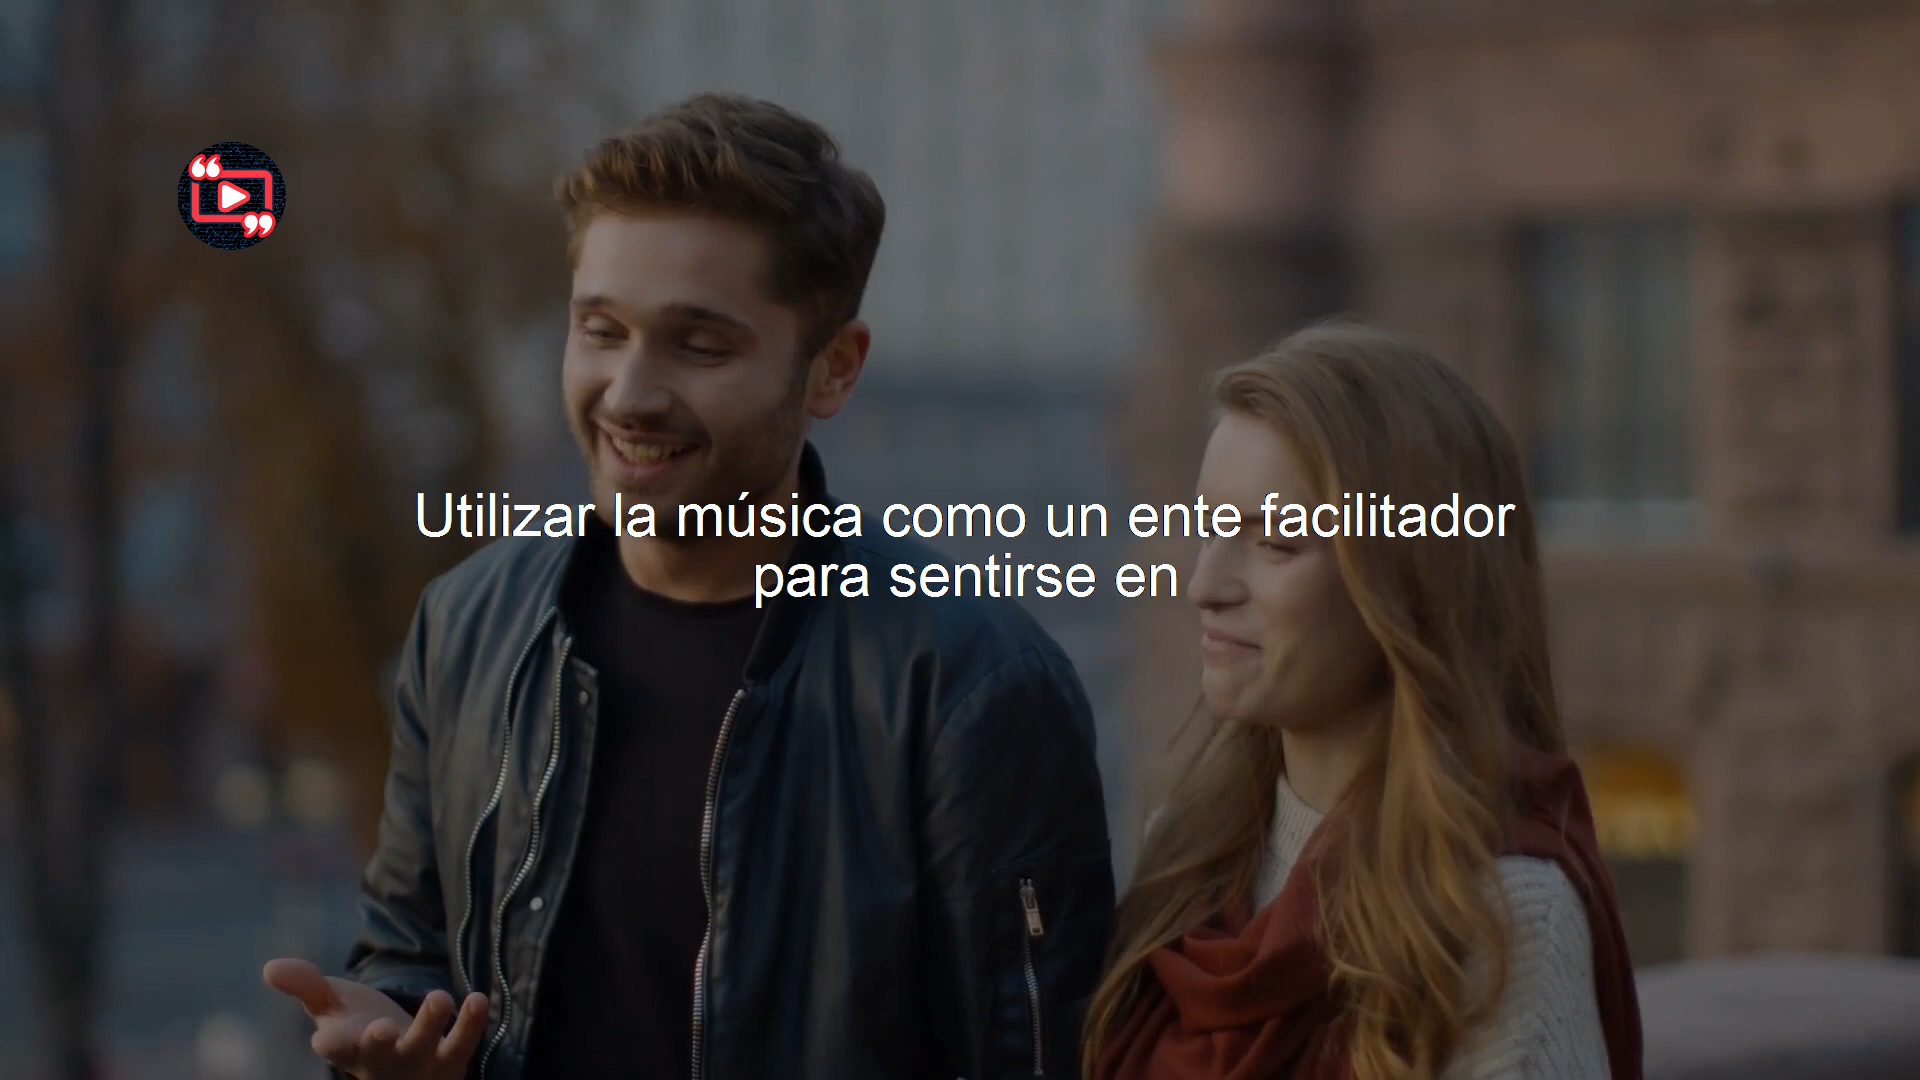 Utilizar la música como un ente facilitador
para sentirse en